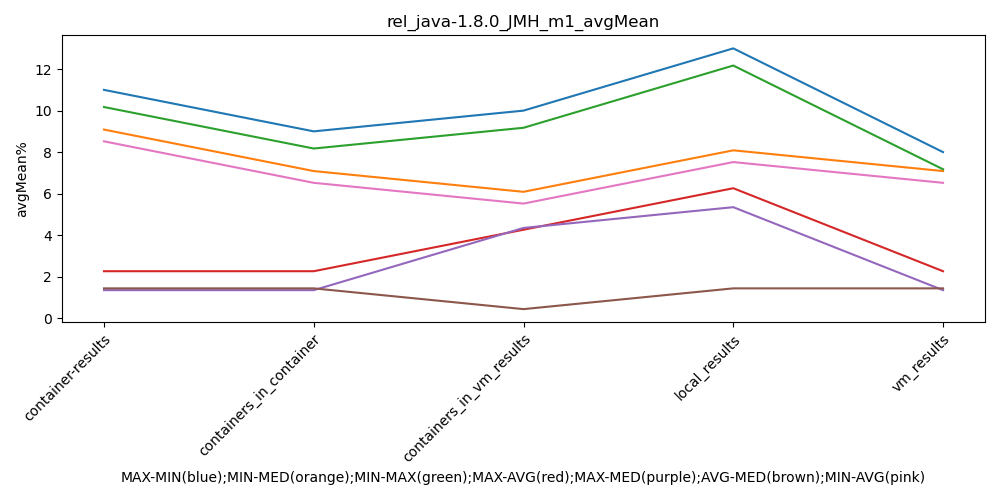 rel_java-1.8.0_JMH_m1_avgMean
avgMean%
12
10
8
6
4
2
0
container-results
containers_in_container
containers_in_vm_results
local_results
vm_results
MAX-MIN(blue);MIN-MED(orange);MIN-MAX(green);MAX-AVG(red);MAX-MED(purple);AVG-MED(brown);MIN-AVG(pink)